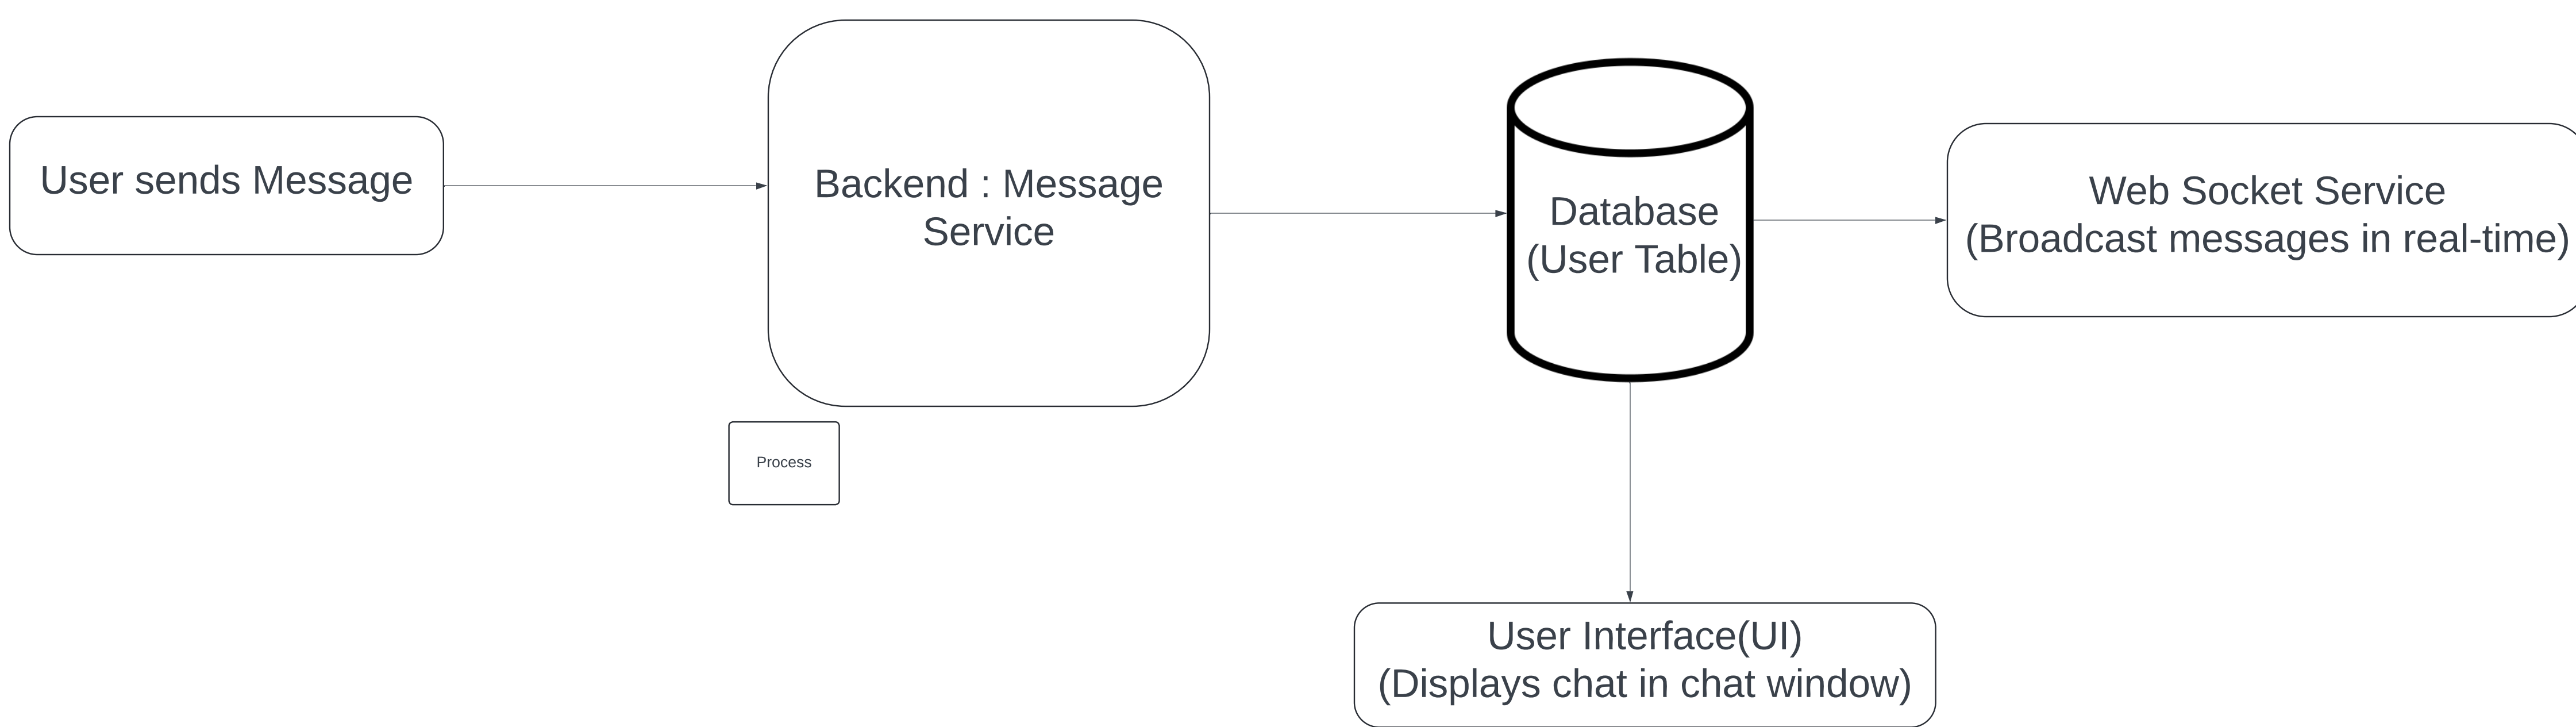 User sends Message
Backend : Message
Service
Database
(User Table)
Web Socket Service
(Broadcast messages in real-time)
Process
User Interface(UI)
(Displays chat in chat window)